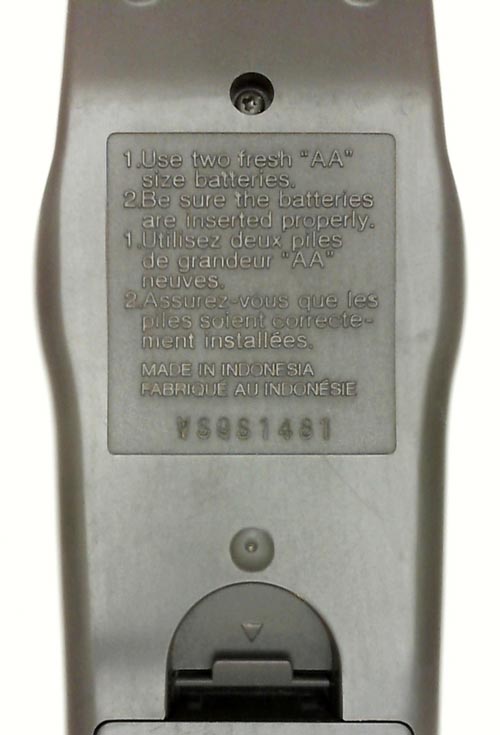 1.Use two fresh "AA"
size batteries.
2.Be sure the batteries
are inserted properly.
1.Utilisez deux piles
de grandeur "AA"
neuves.
2.Assurez-vous que les
piles soient correcte-
ment installées.
MADE IN INDONESIA
FABRIQUÉ AU INDONÉSIE
VSQS1481